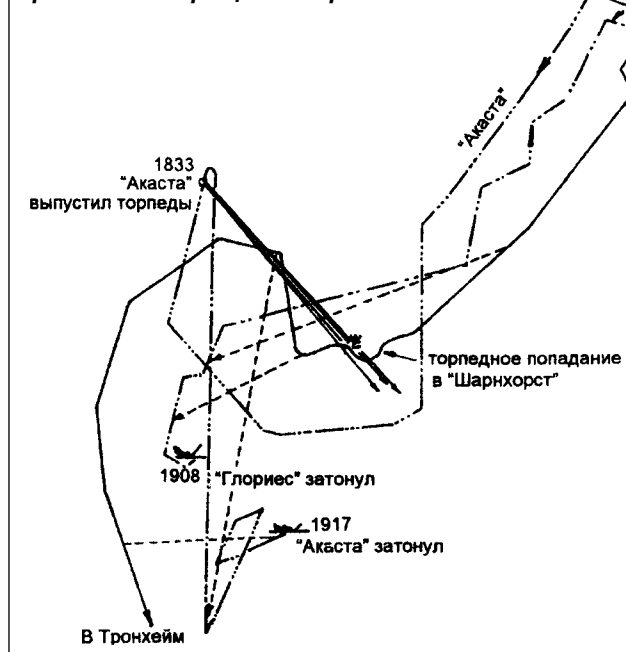 "Акаста"
1833
"Акаста"
выпустил торпеды
торпедное попадание
в "Шарнхорст"
1908 "Глориес" затонул
1917
"Акаста" затонул
В Тронхейм